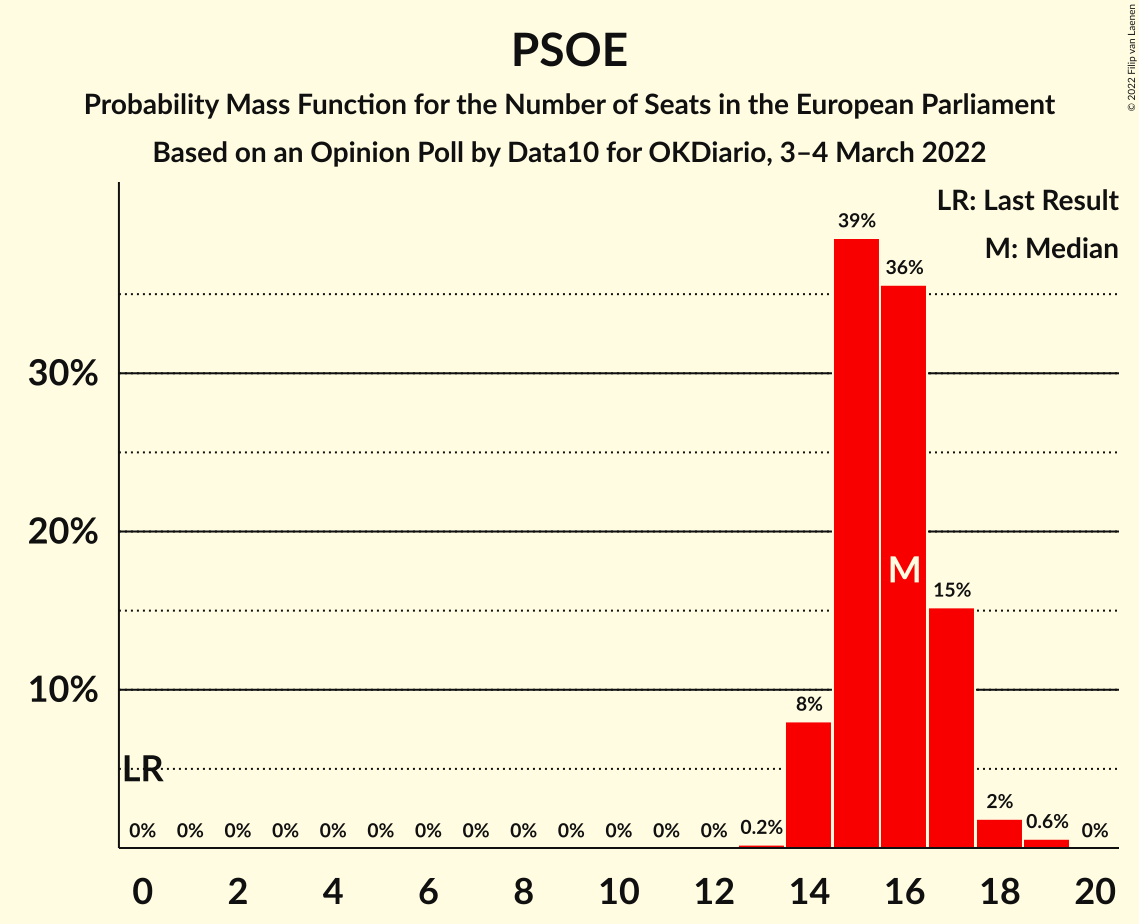 PSOE
Probability Mass Function for the Number of Seats in the European Parliament
Based on an Opinion Poll by Data10 for OKDiario, 3–4 March 2022
© 2022 Filip van Laenen
LR: Last Result
M: Median
39%
36%
30%
20%
M
15%
10%
8%
LR
2%
0% 0% 0% 0% 0% 0% 0% 0% 0% 0% 0% 0% 0% 0.2% 0.6% 0%
0 2 4 6 8 10 12 14 16 18 20